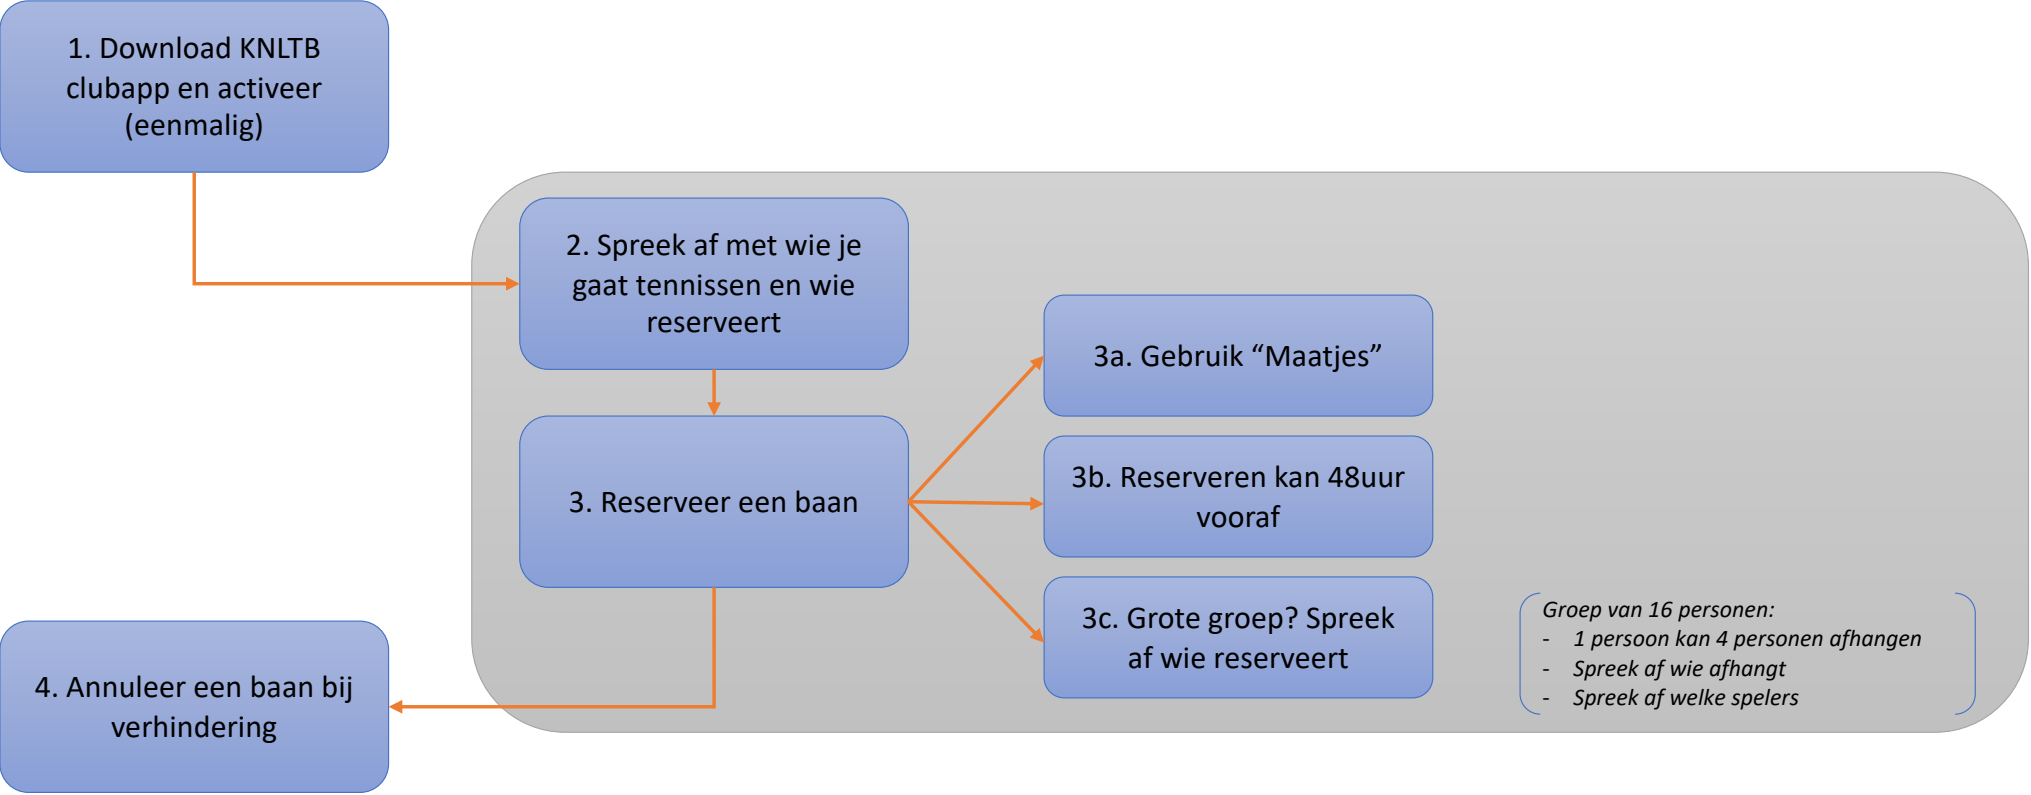 1. Download KNLTB
clubapp en activeer
(eenmalig)
2. Spreek af met wie je
gaat tennissen en wie
reserveert
3. Reserveer een baan
3a. Gebruik “Maatjes”
3b. Reserveren kan 48uur
vooraf
3c. Grote groep? Spreek
af wie reserveert
Groep van 16 personen:
- 1 persoon kan 4 personen afhangen
- Spreek af wie afhangt
- Spreek af welke spelers
4. Annuleer een baan bij
verhindering